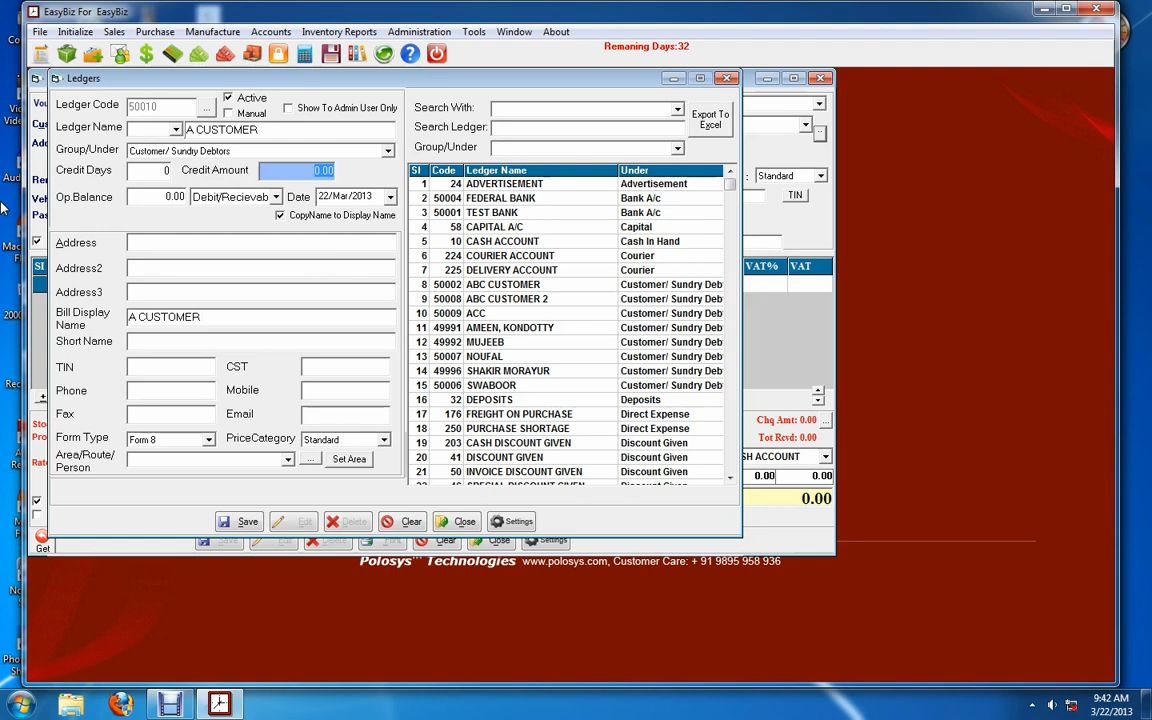 EasyBiz For EasyBiz
File Initialize Sales Purchase Manufacture Accounts Inventory Reports Administration Tools Window About
Remaning Days:32
Ledgers
Ledger Code 50010 ... Active Manual Show To Admin User Only
Ledger Name A CUSTOMER
Group/Under Customer/ Sundry Debtors
Credit Days 0 Credit Amount 0.00
Op.Balance 0.00 Debit/Recievab Date 22/Mar/2013
CopyName to Display Name
Address
Address2
Address3
Bill Display Name A CUSTOMER
Short Name
TIN CST
Phone Mobile
Fax Email
Form Type Form 8 PriceCategory Standard
Area/Route/ Person ... Set Area
Search With:
Search Ledger:
Group/Under
Export To Excel
SI Code Ledger Name Under
1 24 ADVERTISEMENT Advertisement
2 50004 FEDERAL BANK Bank A/c
3 50001 TEST BANK Bank A/c
4 58 CAPITAL A/C Capital
5 10 CASH ACCOUNT Cash In Hand
6 224 COURIER ACCOUNT Courier
7 225 DELIVERY ACCOUNT Courier
8 50002 ABC CUSTOMER Customer/ Sundry Deb
9 50008 ABC CUSTOMER 2 Customer/ Sundry Deb
10 50009 ACC Customer/ Sundry Deb
11 49991 AMEEN, KONDOTTY Customer/ Sundry Deb
12 49992 MUJEEB Customer/ Sundry Deb
13 50007 NOUFAL Customer/ Sundry Deb
14 49996 SHAKIR MORAYUR Customer/ Sundry Deb
15 50006 SWABOOR Customer/ Sundry Deb
16 32 DEPOSITS Deposits
17 176 FREIGHT ON PURCHASE Direct Expense
18 250 PURCHASE SHORTAGE Direct Expense
19 203 CASH DISCOUNT GIVEN Discount Given
20 41 DISCOUNT GIVEN Discount Given
21 50 INVOICE DISCOUNT GIVEN Discount Given
Save Edit Delete Clear Close Settings
Standard
TIN
SI
VAT% VAT
Chq Amt: 0.00 ...
Tot Rcvd: 0.00
SH ACCOUNT
0.00 0.00
0.00
Get
Save Edit Delete Print Clear Close Settings
Polosys Technologies www.polosys.com, Customer Care: + 91 9895 958 936
9:42 AM
3/22/2013